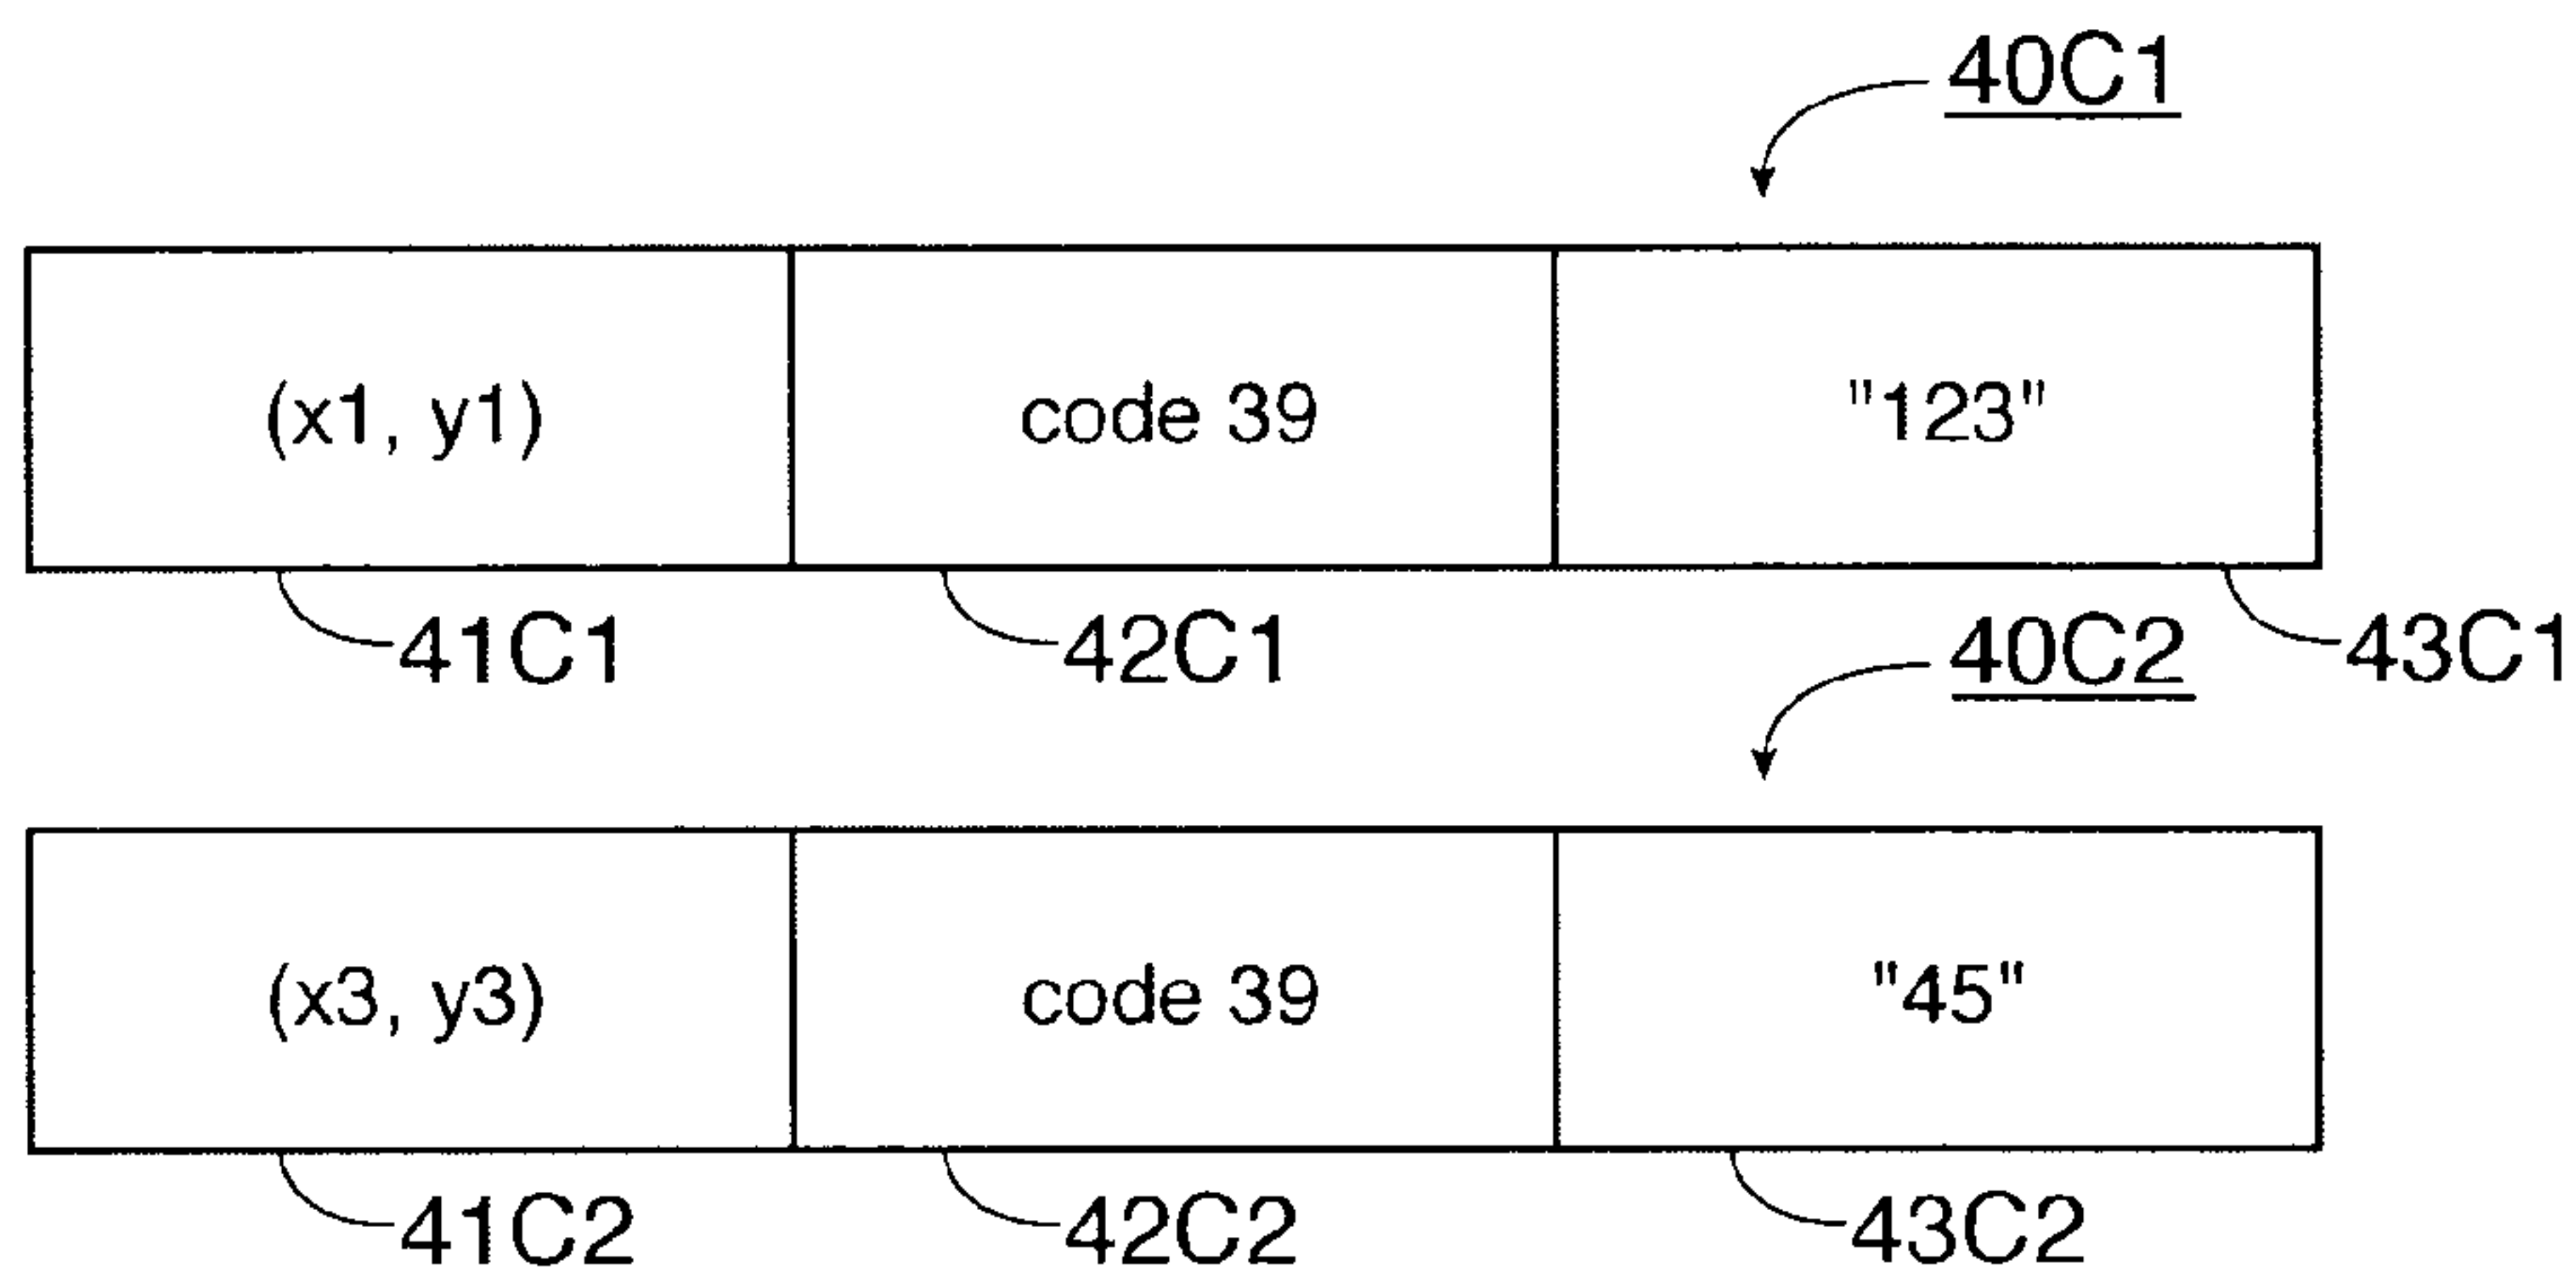 40C1
(x1, y1) code 39 "123"
41C1 42C1 43C1
40C2
(x3, y3) code 39 "45"
41C2 42C2 43C2